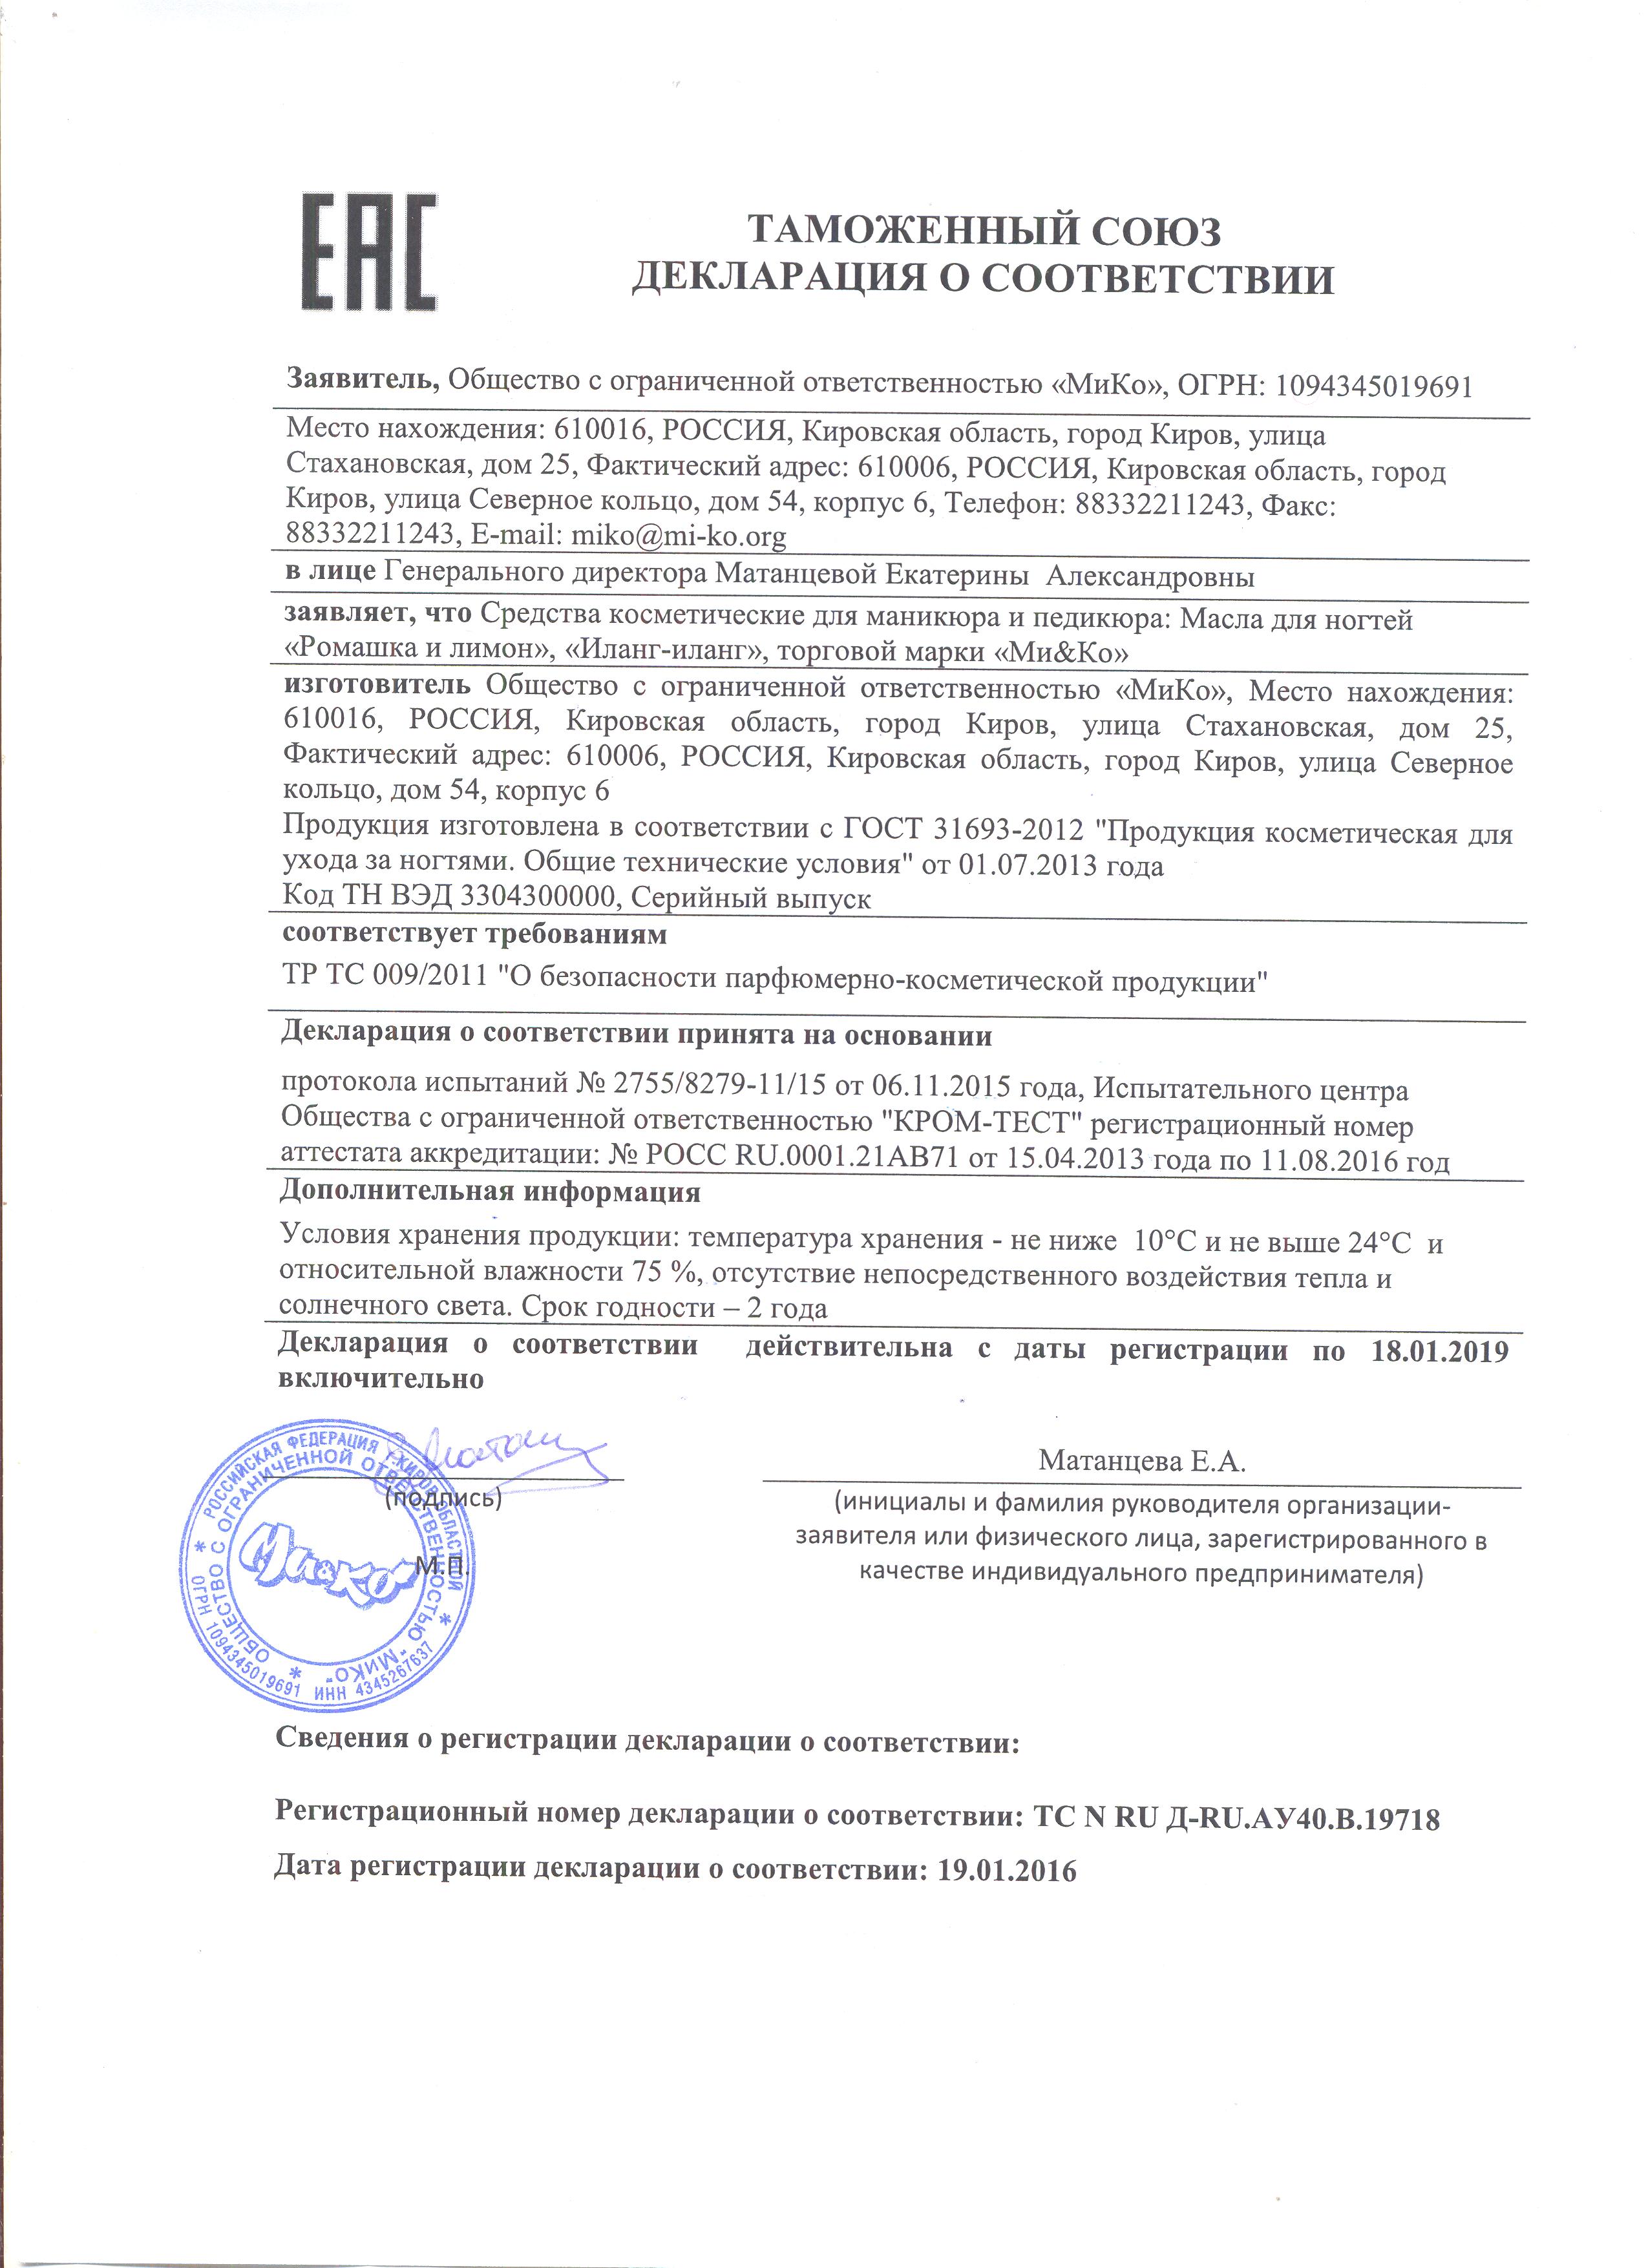 ЕАС
ТАМОЖЕННЫЙ СОЮЗ
ДЕКЛАРАЦИЯ О СООТВЕТСТВИИ
Заявитель, Общество с ограниченной ответственностью «МиКо», ОГРН: 1094345019691
Место нахождения: 610016, РОССИЯ, Кировская область, город Киров, улица
Стахановская, дом 25, Фактический адрес: 610006, РОССИЯ, Кировская область, город
Киров, улица Северное кольцо, дом 54, корпус 6, Телефон: 88332211243, Факс:
88332211243, E-mail: miko@mi-ko.org
в лице Генерального директора Матанцевой Екатерины Александровны
заявляет, что Средства косметические для маникюра и педикюра: Масла для ногтей
«Ромашка и лимон», «Иланг-иланг», торговой марки «Ми&Ко»
изготовитель Общество с ограниченной ответственностью «МиКо», Место нахождения:
610016, РОССИЯ, Кировская область, город Киров, улица Стахановская, дом 25,
Фактический адрес: 610006, РОССИЯ, Кировская область, город Киров, улица Северное
кольцо, дом 54, корпус 6
Продукция изготовлена в соответствии с ГОСТ 31693-2012 "Продукция косметическая для
ухода за ногтями. Общие технические условия" от 01.07.2013 года
Код ТН ВЭД 3304300000, Серийный выпуск
соответствует требованиям
ТР ТС 009/2011 "О безопасности парфюмерно-косметической продукции"
Декларация о соответствии принята на основании
протокола испытаний № 2755/8279-11/15 от 06.11.2015 года, Испытательного центра
Общества с ограниченной ответственностью "КРОМ-ТЕСТ" регистрационный номер
аттестата аккредитации: № РОСС RU.0001.21АВ71 от 15.04.2013 года по 11.08.2016 год
Дополнительная информация
Условия хранения продукции: температура хранения - не ниже 10°С и не выше 24°С и
относительной влажности 75 %, отсутствие непосредственного воздействия тепла и
солнечного света. Срок годности – 2 года
Декларация о соответствии действительна с даты регистрации по 18.01.2019
включительно
Матанцева Е.А.
(подпись)
(инициалы и фамилия руководителя организации-
заявителя или физического лица, зарегистрированного в
качестве индивидуального предпринимателя)
М.П.
РОССИЙСКАЯ ФЕДЕРАЦИЯ Г.КИРОВ ОБЛАСТНОЙ
ОГРН 1094345019691 ИНН 4345267637
ОБЩЕСТВО С ОГРАНИЧЕННОЙ ОТВЕТСТВЕННОСТЬЮ "МИКО"
Ми&Ко
Сведения о регистрации декларации о соответствии:
Регистрационный номер декларации о соответствии: ТС N RU Д-RU.АУ40.В.19718
Дата регистрации декларации о соответствии: 19.01.2016